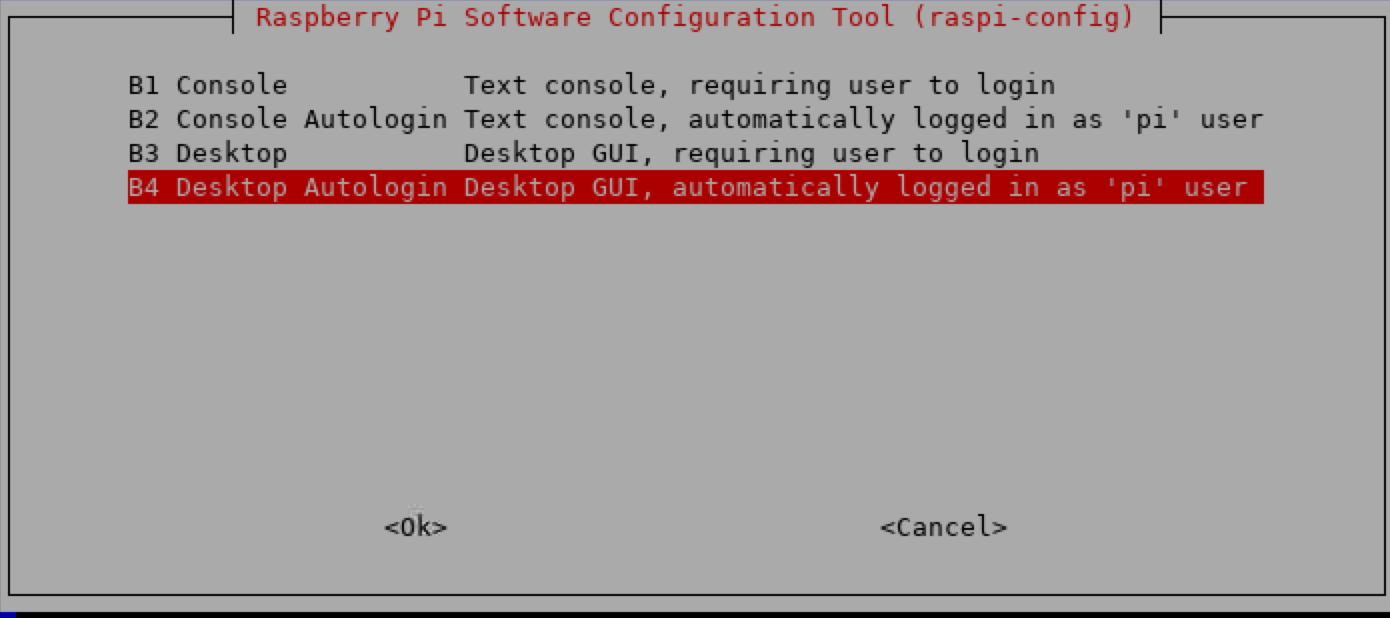 Raspberry Pi Software Configuration Tool (raspi-config)
B1 Console Text console, requiring user to login
B2 Console Autologin Text console, automatically logged in as 'pi' user
B3 Desktop Desktop GUI, requiring user to login
B4 Desktop Autologin Desktop GUI, automatically logged in as 'pi' user
<Ok> <Cancel>